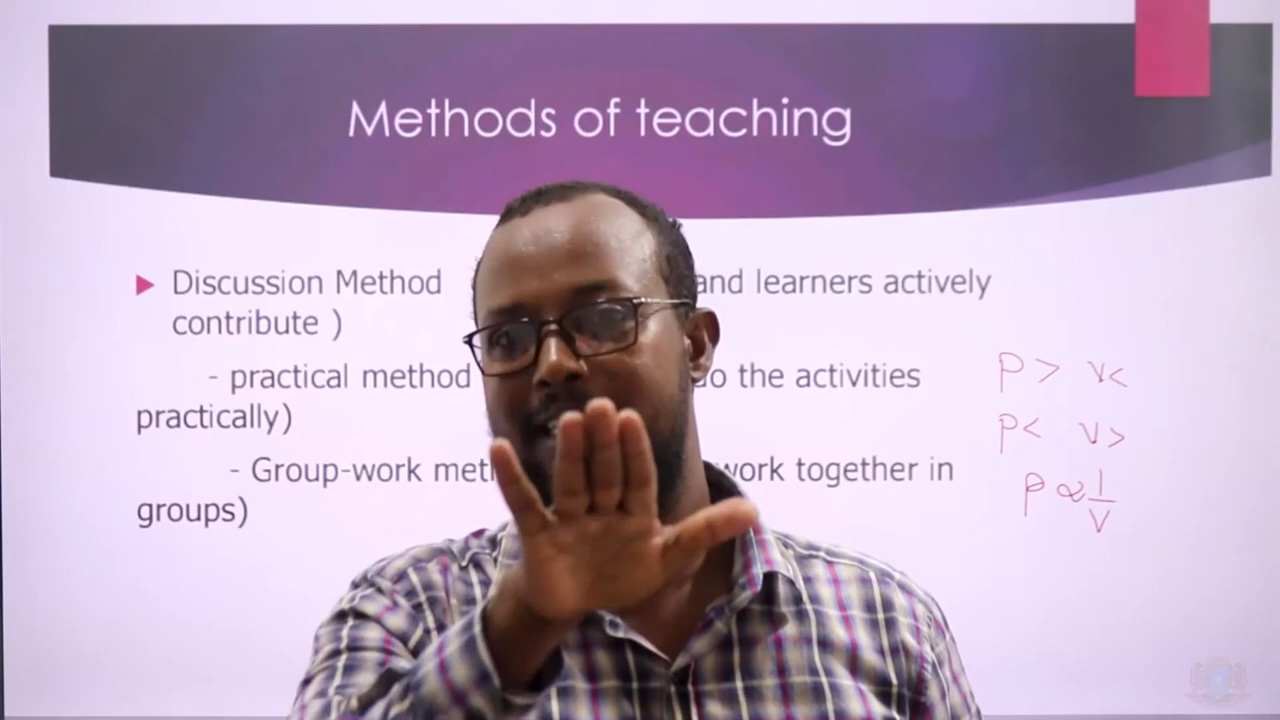 Methods of teaching
Discussion Method and learners actively
contribute )
- practical method do the activities
practically)
- Group-work work together in
groups)
P > v <
P < v >
P ∝ 1/v